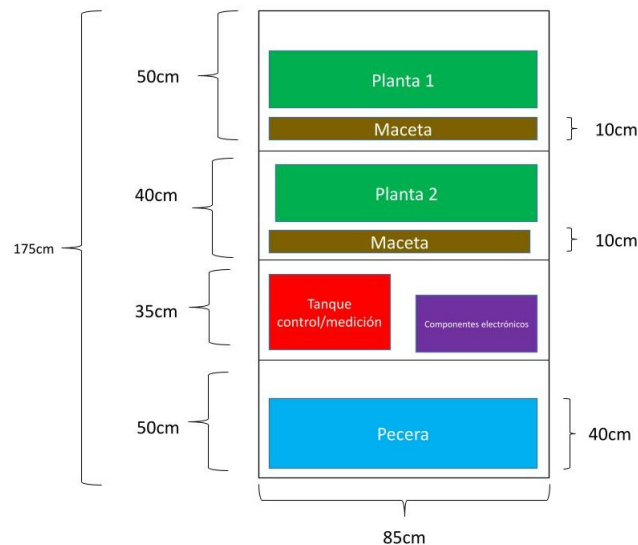 50cm
Planta 1
Maceta
10cm
40cm
Planta 2
Maceta
10cm
175cm
35cm
Tanque
control/medición
Componentes electrónicos
50cm
Pecera
40cm
85cm